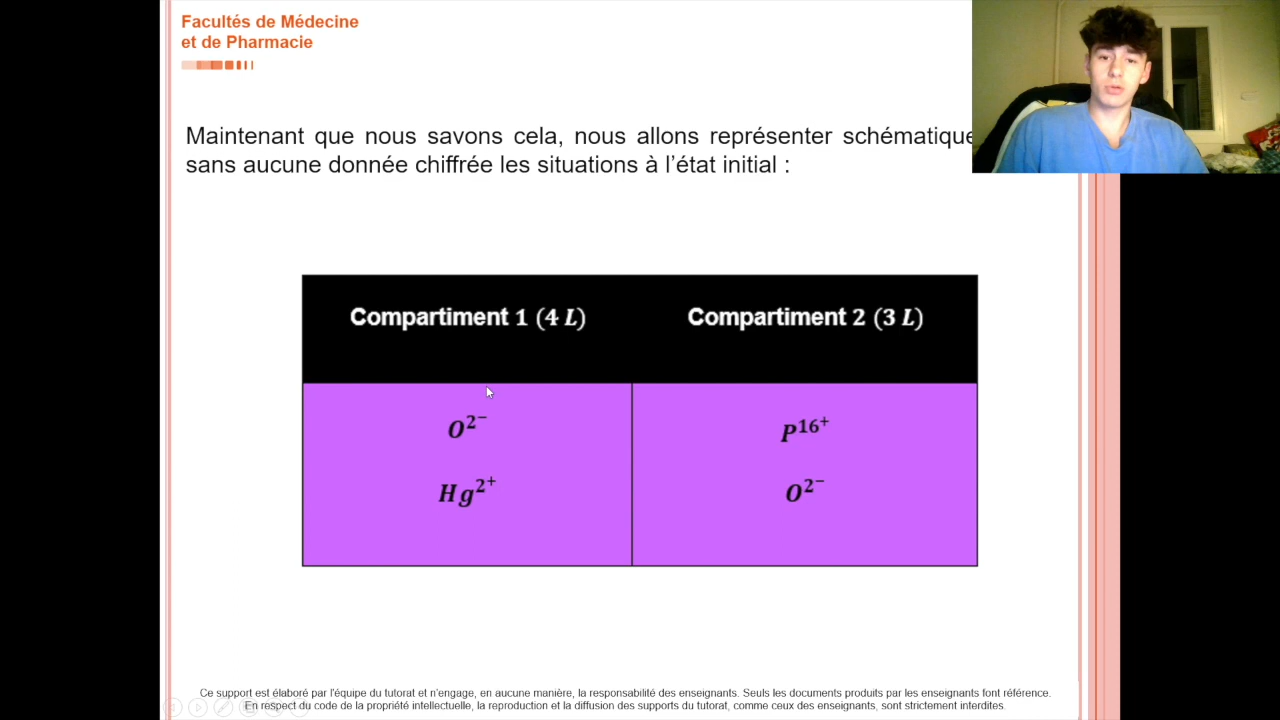 Facultés de Médecine
et de Pharmacie
Maintenant que nous savons cela, nous allons représenter schématique
sans aucune donnée chiffrée les situations à l'état initial :
Compartiment 1 (4 L)
Compartiment 2 (3 L)
O²⁻
P¹⁶⁺
Hg²⁺
O²⁻
Ce support est élaboré par l'équipe du tutorat et n'engage, en aucune manière, la responsabilité des enseignants. Seuls les documents produits par les enseignants font référence.
En respect du code de la propriété intellectuelle, la reproduction et la diffusion des supports du tutorat, comme ceux des enseignants, sont strictement interdites.